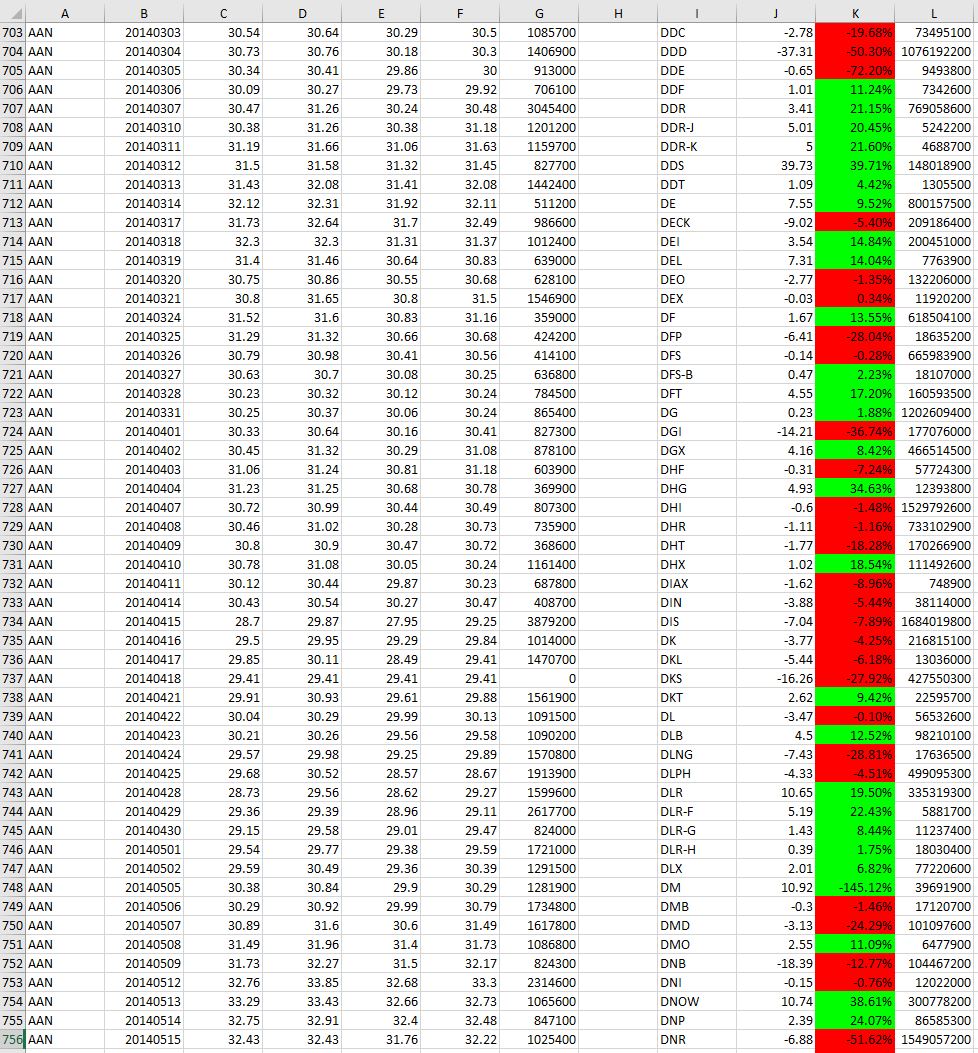 A B C D E F G H I J K L
703 AAN 20140303 30.54 30.64 30.29 30.5 1085700 DDC -2.78 -19.68% 73495100
704 AAN 20140304 30.73 30.76 30.18 30.3 1406900 DDD -37.31 -50.30% 1076192200
705 AAN 20140305 30.34 30.41 29.86 30 913000 DDE -0.65 -72.20% 9493800
706 AAN 20140306 30.09 30.27 29.73 29.92 706100 DDF 1.01 11.24% 7342600
707 AAN 20140307 30.47 31.26 30.24 30.48 3045400 DDR 3.41 21.15% 769058600
708 AAN 20140310 30.38 31.26 30.38 31.18 1201200 DDR-J 5.01 20.45% 5242200
709 AAN 20140311 31.19 31.66 31.06 31.63 1159700 DDR-K 5 21.60% 4688700
710 AAN 20140312 31.5 31.58 31.32 31.45 827700 DDS 39.73 39.71% 148018900
711 AAN 20140313 31.43 32.08 31.41 32.08 1442400 DDT 1.09 4.42% 1305500
712 AAN 20140314 32.12 32.31 31.92 32.11 511200 DE 7.55 9.52% 800157500
713 AAN 20140317 31.73 32.64 31.7 32.49 986600 DECK -9.02 -5.40% 209186400
714 AAN 20140318 32.3 32.3 31.31 31.37 1012400 DEI 3.54 14.84% 200451000
715 AAN 20140319 31.4 31.46 30.64 30.83 639000 DEL 7.31 14.04% 7763900
716 AAN 20140320 30.75 30.86 30.55 30.68 628100 DEO -2.77 -1.35% 132206000
717 AAN 20140321 30.8 31.65 30.8 31.5 1546900 DEX -0.03 0.34% 11920200
718 AAN 20140324 31.52 31.6 30.83 31.16 359000 DF 1.67 13.55% 618504100
719 AAN 20140325 31.29 31.32 30.66 30.68 424200 DFP -6.41 -28.04% 18635200
720 AAN 20140326 30.79 30.98 30.41 30.56 414100 DFS -0.14 -0.28% 665983900
721 AAN 20140327 30.63 30.7 30.08 30.25 636800 DFS-B 0.47 2.23% 18107000
722 AAN 20140328 30.23 30.32 30.12 30.24 784500 DFT 4.55 17.20% 160593500
723 AAN 20140331 30.25 30.37 30.06 30.24 865400 DG 0.23 1.88% 1202609400
724 AAN 20140401 30.33 30.64 30.16 30.41 827300 DGI -14.21 -36.74% 177076000
725 AAN 20140402 30.45 31.32 30.29 31.08 878100 DGX 4.16 8.42% 466514500
726 AAN 20140403 31.06 31.24 30.81 31.18 603900 DHF -0.31 -7.24% 57724300
727 AAN 20140404 31.23 31.25 30.68 30.78 369900 DHG 4.93 34.63% 12393800
728 AAN 20140407 30.72 30.99 30.44 30.49 807300 DHI -0.6 -1.48% 1529792600
729 AAN 20140408 30.46 31.02 30.28 30.73 735900 DHR -1.11 -1.16% 733102900
730 AAN 20140409 30.8 30.9 30.47 30.72 368600 DHT -1.77 -18.28% 170266900
731 AAN 20140410 30.78 31.08 30.05 30.24 1161400 DHX 1.02 18.54% 111492600
732 AAN 20140411 30.12 30.44 29.87 30.23 687800 DIAX -1.62 -8.96% 748900
733 AAN 20140414 30.43 30.54 30.27 30.47 408700 DIN -3.88 -5.44% 38114000
734 AAN 20140415 28.7 29.87 27.95 29.25 3879200 DIS -7.04 -7.89% 1684019800
735 AAN 20140416 29.5 29.95 29.29 29.84 1014000 DK -3.77 -4.25% 216815100
736 AAN 20140417 29.85 30.11 28.49 29.41 1470700 DKL -5.44 -6.18% 13036000
737 AAN 20140418 29.41 29.41 29.41 29.41 0 DKS -16.26 -27.92% 427550300
738 AAN 20140421 29.91 30.93 29.61 29.88 1561900 DKT 2.62 9.42% 22595700
739 AAN 20140422 30.04 30.29 29.99 30.13 1091500 DL -3.47 -0.10% 56532600
740 AAN 20140423 30.21 30.26 29.56 29.58 1090200 DLB 4.5 12.52% 98210100
741 AAN 20140424 29.57 29.98 29.25 29.89 1570800 DLNG -7.43 -28.81% 17636500
742 AAN 20140425 29.68 30.52 28.57 28.67 1913900 DLPH -4.33 -4.51% 499095300
743 AAN 20140428 28.73 29.56 28.62 29.27 1599600 DLR 10.65 19.50% 335319300
744 AAN 20140429 29.36 29.39 28.96 29.11 2617700 DLR-F 5.19 22.43% 5881700
745 AAN 20140430 29.15 29.58 29.01 29.47 824000 DLR-G 1.43 8.44% 11237400
746 AAN 20140501 29.54 29.77 29.38 29.59 1721000 DLR-H 0.39 1.75% 18030400
747 AAN 20140502 29.59 30.49 29.36 30.39 1291500 DLX 2.01 6.82% 77220600
748 AAN 20140505 30.38 30.84 29.9 30.29 1281900 DM 10.92 -145.12% 39691900
749 AAN 20140506 30.29 30.92 29.99 30.79 1734800 DMB -0.3 -1.46% 17120700
750 AAN 20140507 30.89 31.6 30.6 31.49 1617800 DMD -3.13 -24.29% 101097600
751 AAN 20140508 31.49 31.96 31.4 31.73 1086800 DMO 2.55 11.09% 6477900
752 AAN 20140509 31.73 32.27 31.5 32.17 824300 DNB -18.39 -12.77% 104467200
753 AAN 20140512 32.76 33.85 32.68 33.3 2314600 DNI -0.15 -0.76% 12022000
754 AAN 20140513 33.29 33.43 32.66 32.73 1065600 DNOW 10.74 38.61% 300778200
755 AAN 20140514 32.75 32.91 32.4 32.48 847100 DNP 2.39 24.07% 86585300
756 AAN 20140515 32.43 32.43 31.76 32.22 1025400 DNR -6.88 -51.62% 1549057200